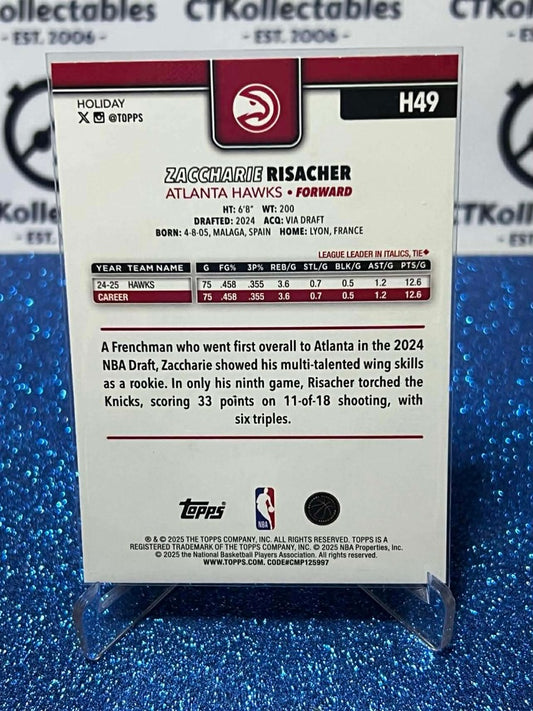 CTKollectables
CTKollectables
- EST. 2006 -
- EST. 2006 -
EST. 2006 -
HOLIDAY
X @TOPPS
H49
ZACCHARIE RISACHER
ATLANTA HAWKS • FORWARD
HT: 6'8" WT: 200
DRAFTED: 2024 ACQ: VIA DRAFT
BORN: 4-8-05, MALAGA, SPAIN HOME: LYON, FRANCE
LEAGUE LEADER IN ITALICS, TIE◆
YEAR TEAM NAME G FG% 3P% REB/G STL/G BLK/G AST/G PTS/G
24-25 HAWKS 75 .458 .355 3.6 0.7 0.5 1.2 12.6
CAREER 75 .458 .355 3.6 0.7 0.5 1.2 12.6
A Frenchman who went first overall to Atlanta in the 2024
NBA Draft, Zaccharie showed his multi-talented wing skills
as a rookie. In only his ninth game, Risacher torched the
Knicks, scoring 33 points on 11-of-18 shooting, with
six triples.
TOPPS
NBA
® & © 2025 THE TOPPS COMPANY, INC. ALL RIGHTS RESERVED. TOPPS IS A
REGISTERED TRADEMARK OF THE TOPPS COMPANY, INC. © 2025 NBA Properties, Inc.
© 2025 the National Basketball Players Association. All rights reserved.
WWW.TOPPS.COM. CODE#CMP125997